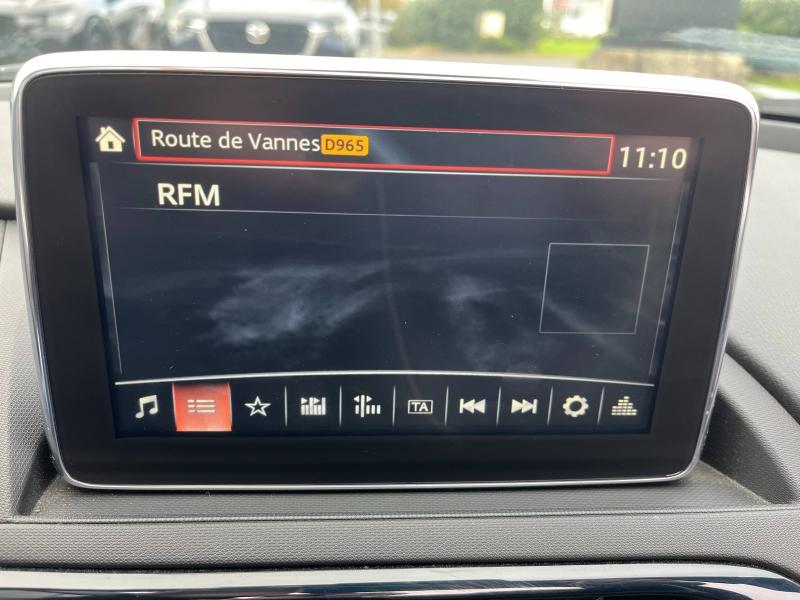 Route de Vannes D965
11:10
RFM
TA